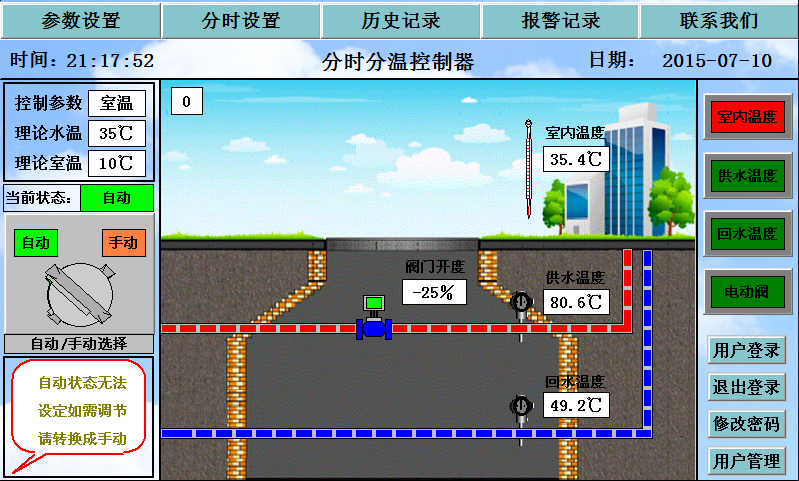 参数设置 分时设置 历史记录 报警记录 联系我们
时间: 21:17:52 分时分温控制器 日期: 2015-07-10
控制参数 室温
理论水温 35℃
理论室温 10℃
当前状态: 自动
自动 手动
自动/手动选择
自动状态无法
设定如需调节
请转换成手动
0
室内温度
35.4℃
阀门开度
-25%
供水温度
80.6℃
回水温度
49.2℃
室内温度
供水温度
回水温度
电动阀
用户登录
退出登录
修改密码
用户管理